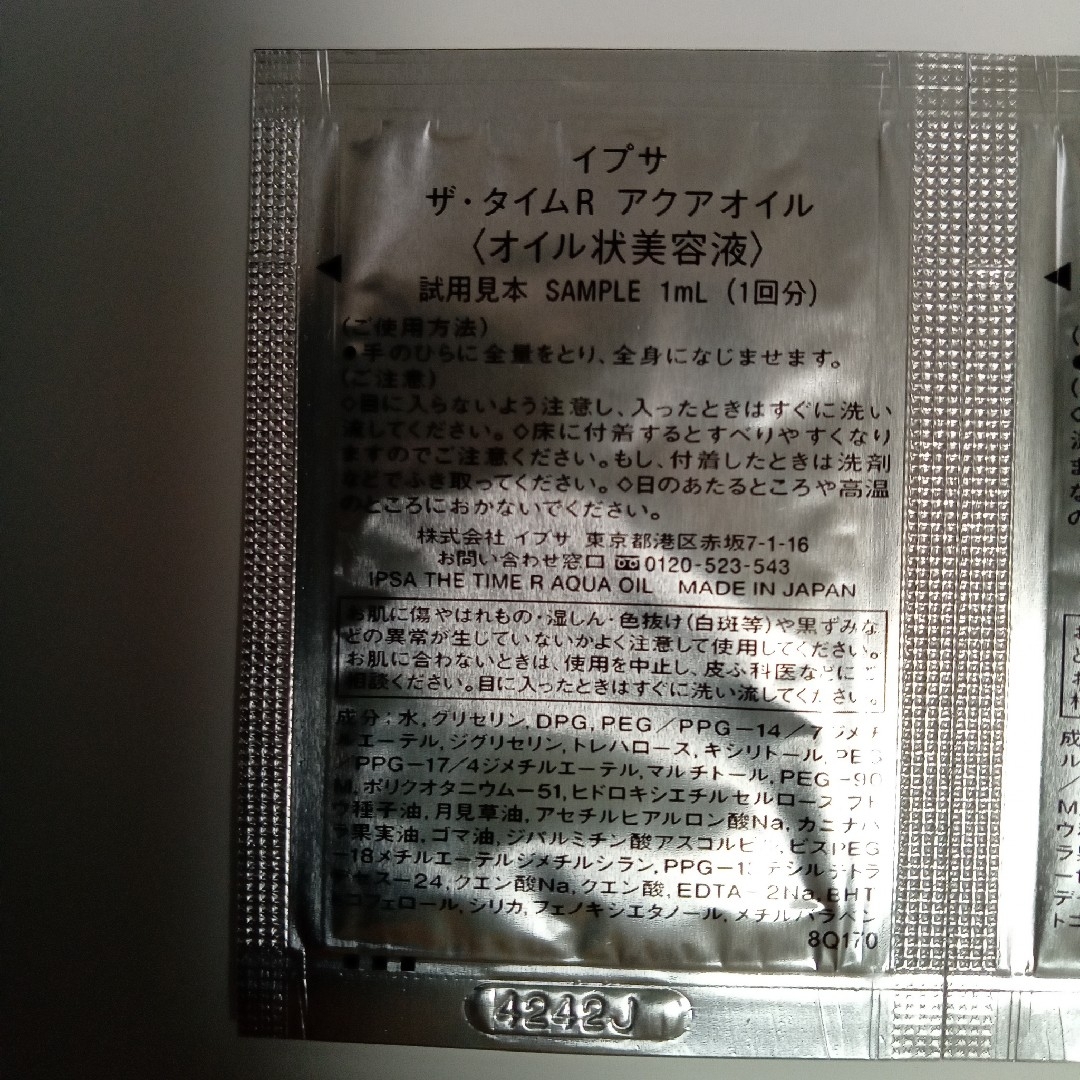 イプサ
ザ・タイムR アクアオイル
〈オイル状美容液〉
試用見本 SAMPLE 1mL (1回分)
(ご使用方法)
●手のひらに全量をとり、全身になじませます。
(ご注意)
◇目に入らないよう注意し、入ったときはすぐに洗い
流してください。◇床に付着するとすべりやすくなり
ますのでご注意ください。もし、付着したときは洗剤
などでふき取ってください。◇日のあたるところや高温
のところにおかないでください。
株式会社 イプサ 東京都港区赤坂7-1-16
お問い合わせ窓口 0120-523-543
IPSA THE TIME R AQUA OIL MADE IN JAPAN
お肌に傷やはれもの・湿しん・色抜け(白斑等)や黒ずみな
どの異常が生じていないかよく注意して使用してください。
お肌に合わないときは、使用を中止し、皮ふ科医などにご
相談ください。目に入ったときはすぐに洗い流してください。
成分:水,グリセリン,DPG,PEG/PPG-14/7ジメチ
ルエーテル,ジグリセリン,トレハロース,キシリトール,PEG
/PPG-17/4ジメチルエーテル,マルチトール,PEG-90
M,ポリクオタニウム-51,ヒドロキシエチルセルロース,ブド
ウ種子油,月見草油,アセチルヒアルロン酸Na,カニナバ
ラ果実油,ゴマ油,ジパルミチン酸アスコルビル,ビスPEG
-18メチルエーテルジメチルシラン,PPG-13デシルテトラ
デセス-24,クエン酸Na,クエン酸,EDTA-2Na,BHT
トコフェロール,シリカ,フェノキシエタノール,メチルパラベン
8Q170
4242J